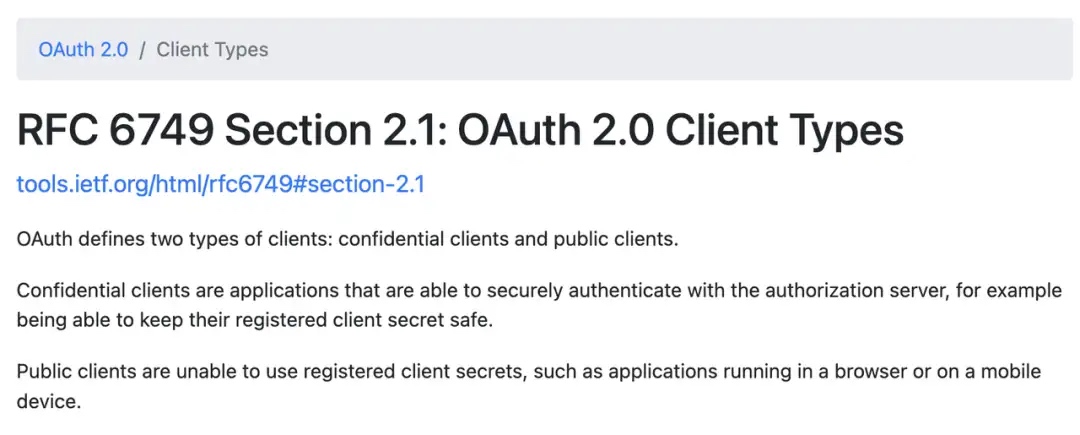 OAuth 2.0 / Client Types
RFC 6749 Section 2.1: OAuth 2.0 Client Types
tools.ietf.org/html/rfc6749#section-2.1
OAuth defines two types of clients: confidential clients and public clients.
Confidential clients are applications that are able to securely authenticate with the authorization server, for example
being able to keep their registered client secret safe.
Public clients are unable to use registered client secrets, such as applications running in a browser or on a mobile
device.